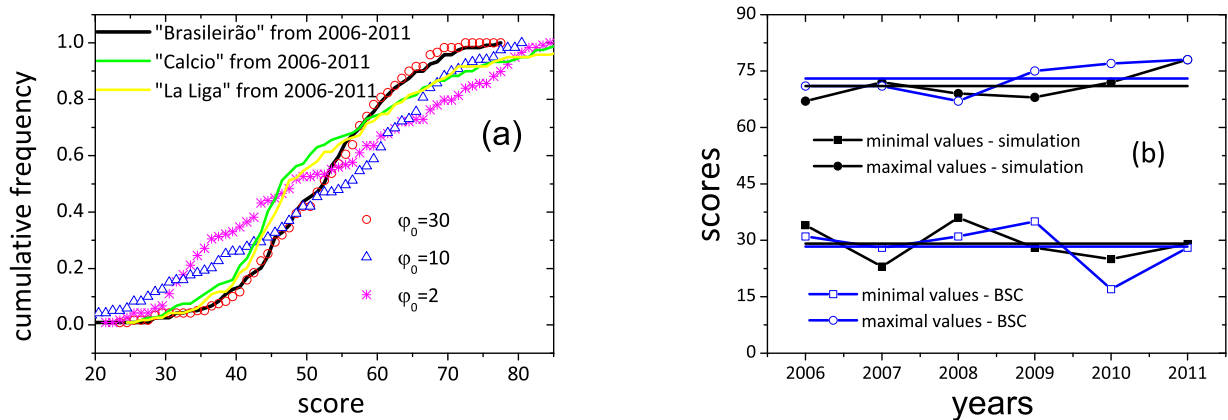 "Brasileirão" from 2006-2011
"Calcio" from 2006-2011
"La Liga" from 2006-2011
(a)
φ0=30
φ0=10
φ0=2
cumulative frequency
1.0
0.8
0.6
0.4
0.2
0.0
20 30 40 50 60 70 80
score
scores
90
75
60
45
30
15
0
minimal values - simulation
maximal values - simulation
(b)
minimal values - BSC
maximal values - BSC
2006 2007 2008 2009 2010 2011
years